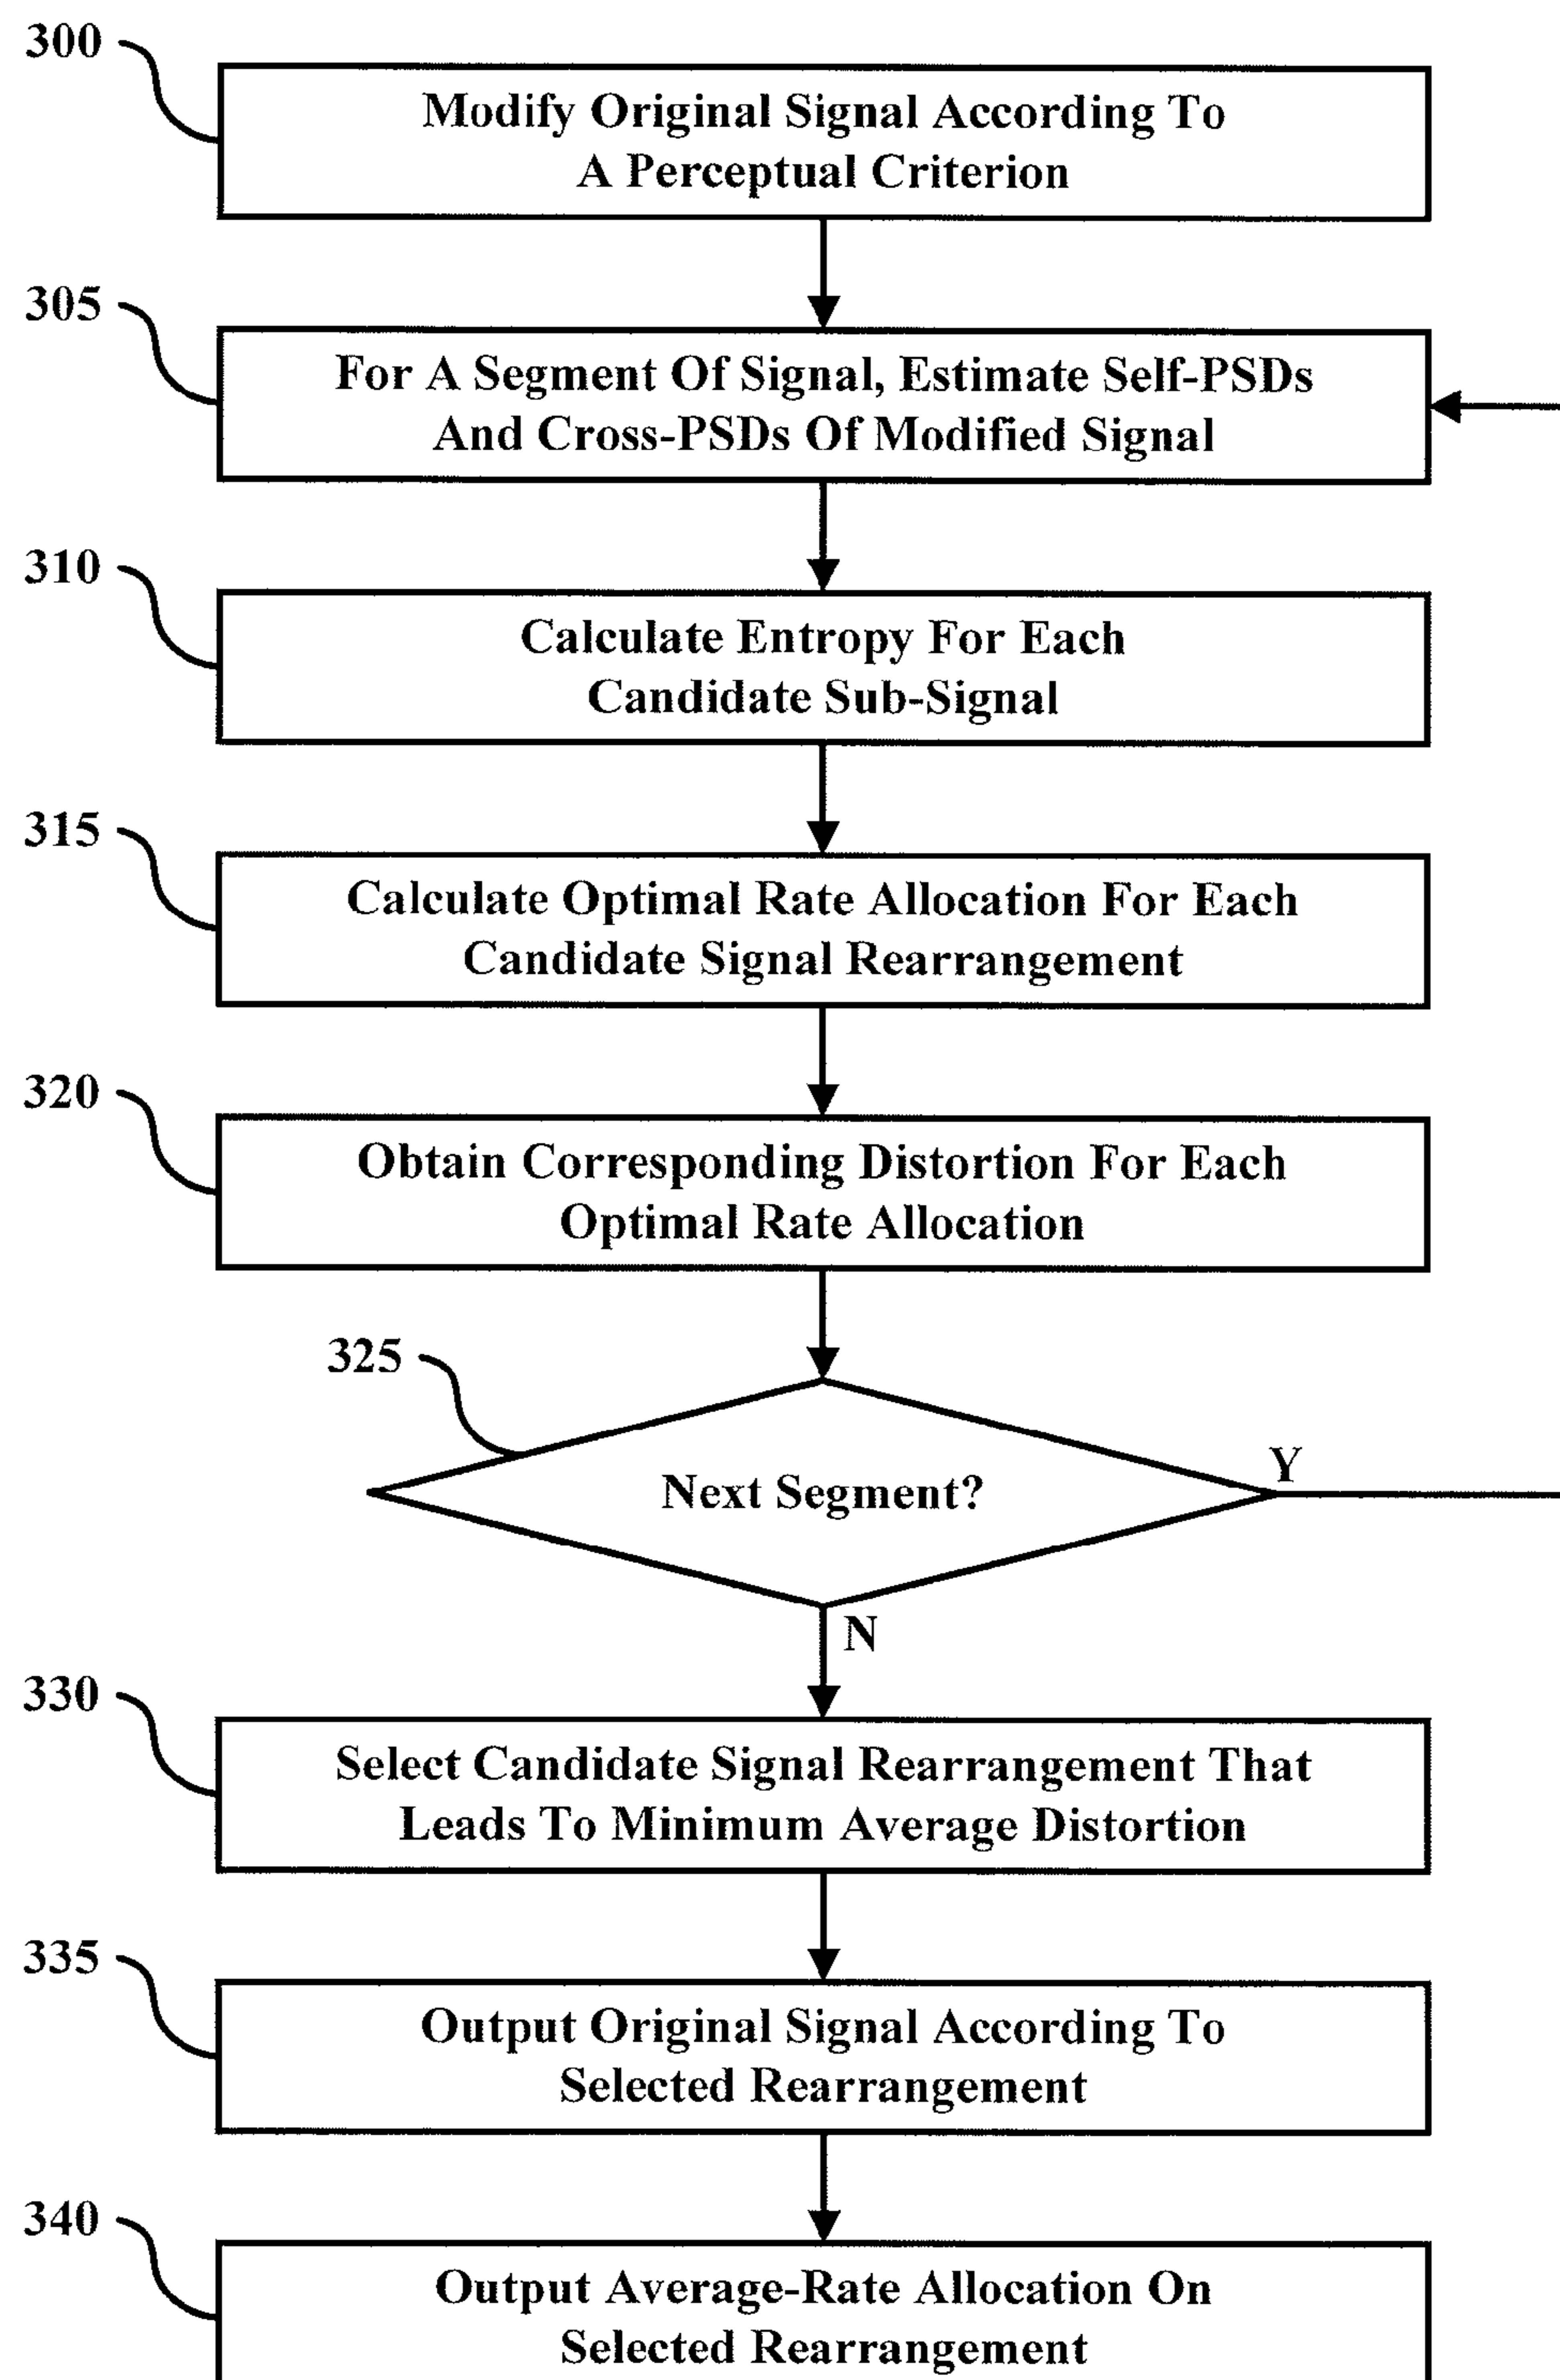 300
Modify Original Signal According To
A Perceptual Criterion
305
For A Segment Of Signal, Estimate Self-PSDs
And Cross-PSDs Of Modified Signal
310
Calculate Entropy For Each
Candidate Sub-Signal
315
Calculate Optimal Rate Allocation For Each
Candidate Signal Rearrangement
320
Obtain Corresponding Distortion For Each
Optimal Rate Allocation
325
Next Segment?
Y
N
330
Select Candidate Signal Rearrangement That
Leads To Minimum Average Distortion
335
Output Original Signal According To
Selected Rearrangement
340
Output Average-Rate Allocation On
Selected Rearrangement